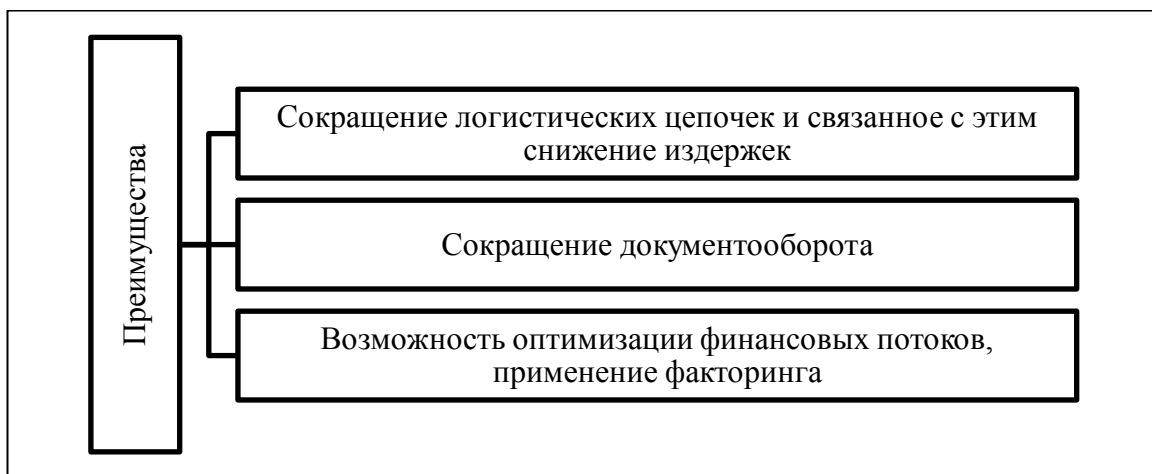 Преимущества
Сокращение логистических цепочек и связанное с этим
снижение издержек
Сокращение документооборота
Возможность оптимизации финансовых потоков,
применение факторинга